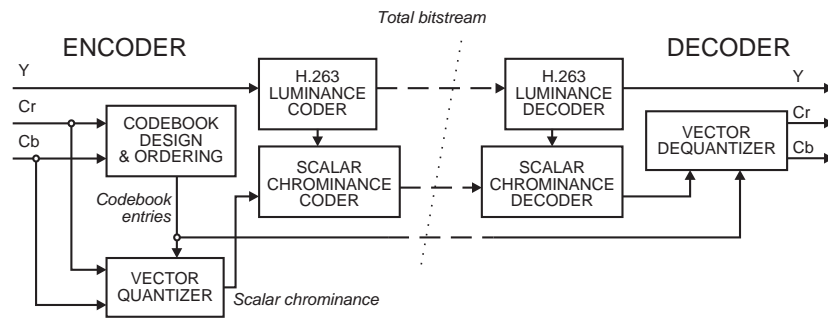 Total bitstream
ENCODER
DECODER
Y
H.263
LUMINANCE
CODER
H.263
LUMINANCE
DECODER
Y
Cr
Cb
CODEBOOK
DESIGN
& ORDERING
Cr
Cb
VECTOR
DEQUANTIZER
SCALAR
CHROMINANCE
CODER
SCALAR
CHROMINANCE
DECODER
Codebook
entries
VECTOR
QUANTIZER
Scalar chrominance